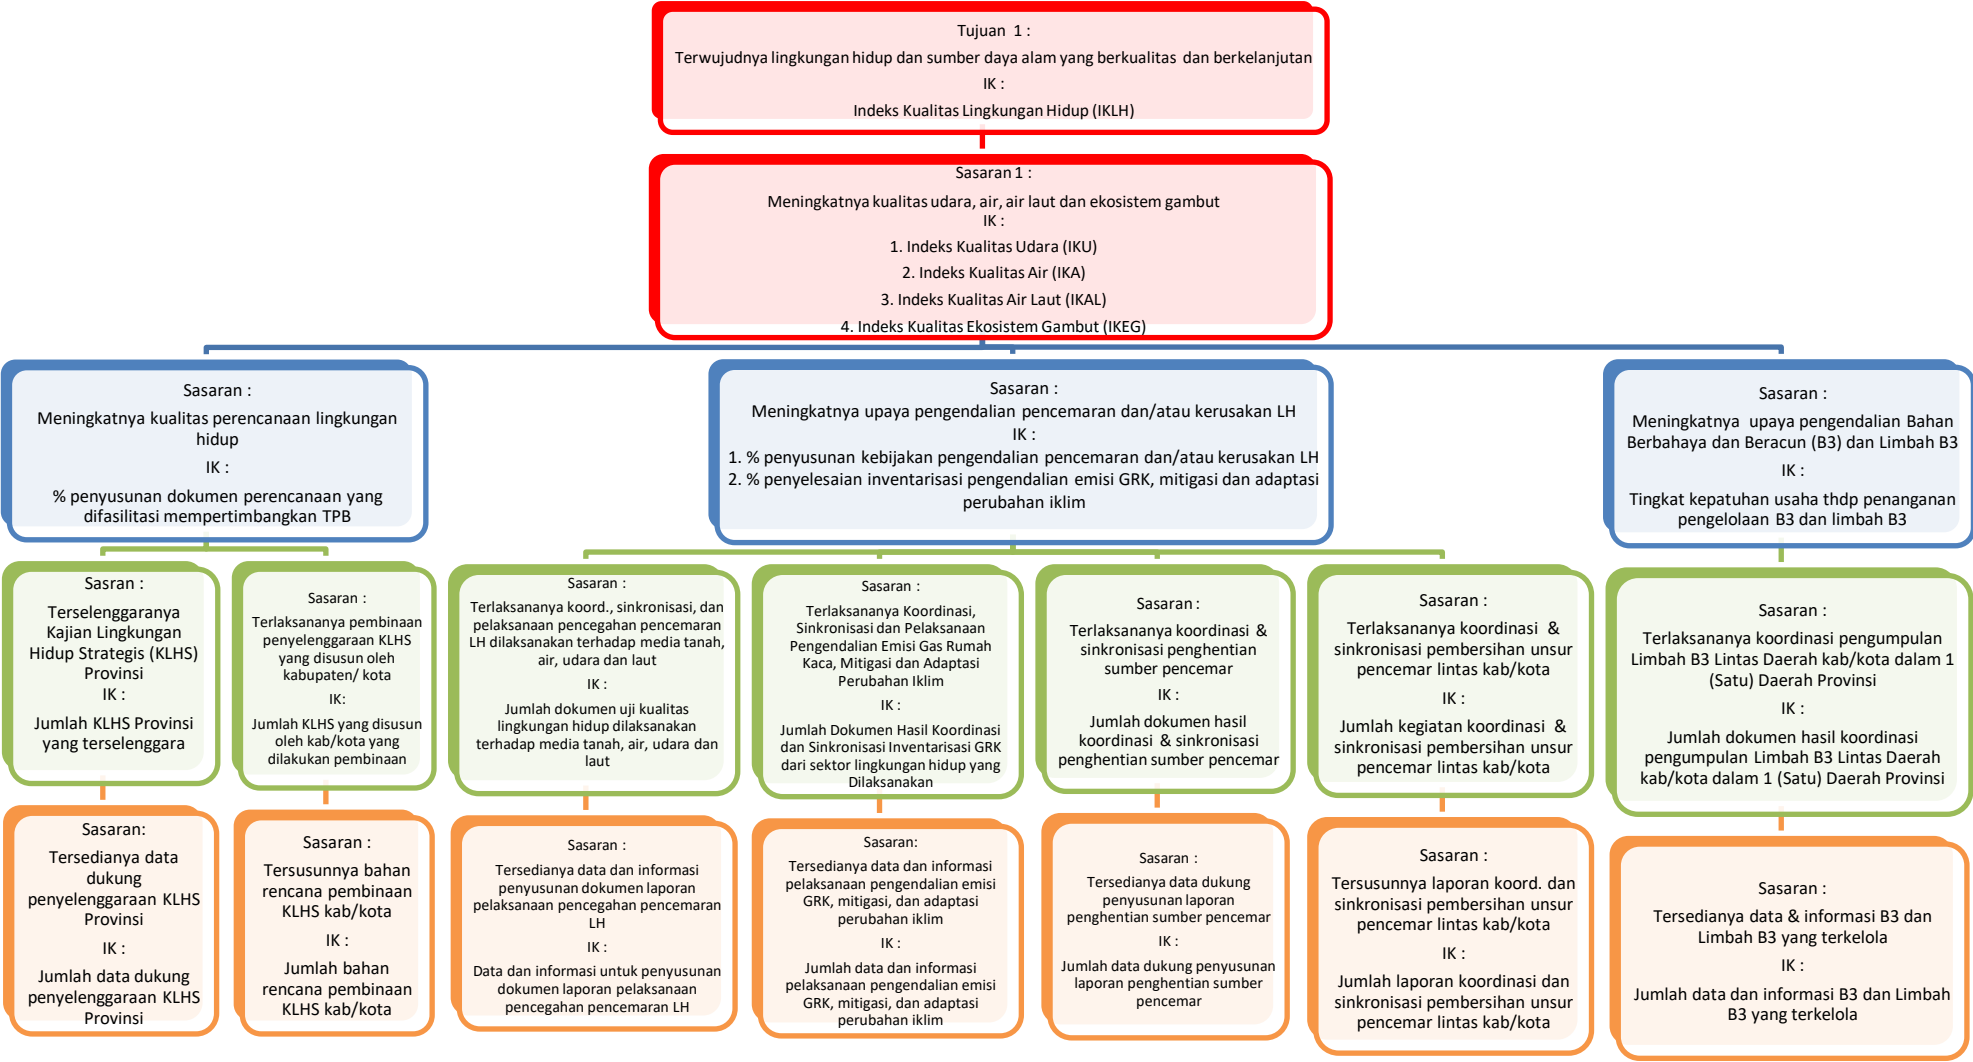 Tujuan 1 :
Terwujudnya lingkungan hidup dan sumber daya alam yang berkualitas dan berkelanjutan
IK :
Indeks Kualitas Lingkungan Hidup (IKLH)
Sasaran 1 :
Meningkatnya kualitas udara, air, air laut dan ekosistem gambut
IK :
1. Indeks Kualitas Udara (IKU)
2. Indeks Kualitas Air (IKA)
3. Indeks Kualitas Air Laut (IKAL)
4. Indeks Kualitas Ekosistem Gambut (IKEG)
Sasaran :
Meningkatnya kualitas perencanaan lingkungan
hidup
IK :
% penyusunan dokumen perencanaan yang
difasilitasi mempertimbangkan TPB
Sasaran :
Meningkatnya upaya pengendalian pencemaran dan/atau kerusakan LH
IK :
1. % penyusunan kebijakan pengendalian pencemaran dan/atau kerusakan LH
2. % penyelesaian inventarisasi pengendalian emisi GRK, mitigasi dan adaptasi
perubahan iklim
Sasaran :
Meningkatnya upaya pengendalian Bahan
Berbahaya dan Beracun (B3) dan Limbah B3
IK :
Tingkat kepatuhan usaha thdp penanganan
pengelolaan B3 dan limbah B3
Sasran :
Terselenggaranya
Kajian Lingkungan
Hidup Strategis (KLHS)
Provinsi
IK :
Jumlah KLHS Provinsi
yang terselenggara
Sasaran :
Terlaksananya pembinaan
penyelenggaraan KLHS
yang disusun oleh
kabupaten/ kota
IK:
Jumlah KLHS yang disusun
oleh kab/kota yang
dilakukan pembinaan
Sasaran :
Terlaksananya koord., sinkronisasi, dan
pelaksanaan pencegahan pencemaran
LH dilaksanakan terhadap media tanah,
air, udara dan laut
IK :
Jumlah dokumen uji kualitas
lingkungan hidup dilaksanakan
terhadap media tanah, air, udara dan
laut
Sasaran :
Terlaksananya Koordinasi,
Sinkronisasi dan Pelaksanaan
Pengendalian Emisi Gas Rumah
Kaca, Mitigasi dan Adaptasi
Perubahan Iklim
IK :
Jumlah Dokumen Hasil Koordinasi
dan Sinkronisasi Inventarisasi GRK
dari sektor lingkungan hidup yang
Dilaksanakan
Sasaran :
Terlaksananya koordinasi &
sinkronisasi penghentian
sumber pencemar
IK :
Jumlah dokumen hasil
koordinasi & sinkronisasi
penghentian sumber pencemar
Sasaran :
Terlaksananya koordinasi &
sinkronisasi pembersihan unsur
pencemar lintas kab/kota
IK :
Jumlah kegiatan koordinasi &
sinkronisasi pembersihan unsur
pencemar lintas kab/kota
Sasaran :
Terlaksananya koordinasi pengumpulan
Limbah B3 Lintas Daerah kab/kota dalam 1
(Satu) Daerah Provinsi
IK :
Jumlah dokumen hasil koordinasi
pengumpulan Limbah B3 Lintas Daerah
kab/kota dalam 1 (Satu) Daerah Provinsi
Sasaran:
Tersedianya data
dukung
penyelenggaraan KLHS
Provinsi
IK :
Jumlah data dukung
penyelenggaraan KLHS
Provinsi
Sasaran :
Tersusunnya bahan
rencana pembinaan
KLHS kab/kota
IK :
Jumlah bahan
rencana pembinaan
KLHS kab/kota
Sasaran :
Tersedianya data dan informasi
penyusunan dokumen laporan
pelaksanaan pencegahan pencemaran
LH
IK :
Data dan informasi untuk penyusunan
dokumen laporan pelaksanaan
pencegahan pencemaran LH
Sasaran:
Tersedianya data dan informasi
pelaksanaan pengendalian emisi
GRK, mitigasi, dan adaptasi
perubahan iklim
IK :
Jumlah data dan informasi
pelaksanaan pengendalian emisi
GRK, mitigasi, dan adaptasi
perubahan iklim
Sasaran :
Tersedianya data dukung
penyusunan laporan
penghentian sumber pencemar
IK :
Jumlah data dukung penyusunan
laporan penghentian sumber
pencemar
Sasaran :
Tersusunnya laporan koord. dan
sinkronisasi pembersihan unsur
pencemar lintas kab/kota
IK :
Jumlah laporan koordinasi dan
sinkronisasi pembersihan unsur
pencemar lintas kab/kota
Sasaran :
Tersedianya data & informasi B3 dan
Limbah B3 yang terkelola
IK :
Jumlah data dan informasi B3 dan Limbah
B3 yang terkelola